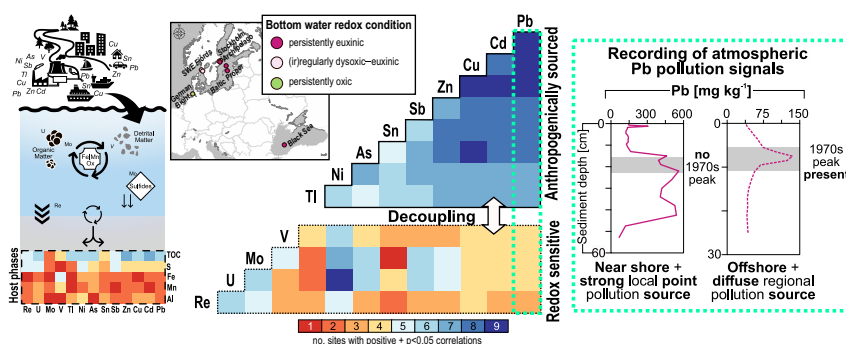 Cu
As
V
Ni
Sb
Tl
Cu
Sn
Pb
Zn
Pb
Cu
Pb
Zn Cd
Sn
Cu
U
Mo
Organic
Matter
Detrital
Matter
V
Fe Mn
Ox
Mo
Sulfides
Re
Host phases
TOC
S
Fe
Mn
Al
Re U Mo V Tl Ni As Sn Sb Zn Cu Cd Pb
Bottom water redox condition
persistently euxinic
(ir)regularly dysoxic–euxinic
persistently oxic
SWE fjords
Stockholm
Archipelago
German
Bight
Baltic
Proper
Black Sea
Pb
Cd
Cu
Zn
Sb
Sn
As
Ni
Tl
Anthropogenically sourced
Decoupling
V
Mo
U
Re
Redox sensitive
1 2 3 4 5 6 7 8 9
no. sites with positive + p<0.05 correlations
Recording of atmospheric
Pb pollution signals
Pb [mg kg⁻¹]
0 600
0
60
Sediment depth [cm]
no
1970s
peak
0 75 150
0
30
1970s
peak
present
Near shore +
strong local point
pollution source
Offshore +
diffuse regional
pollution source